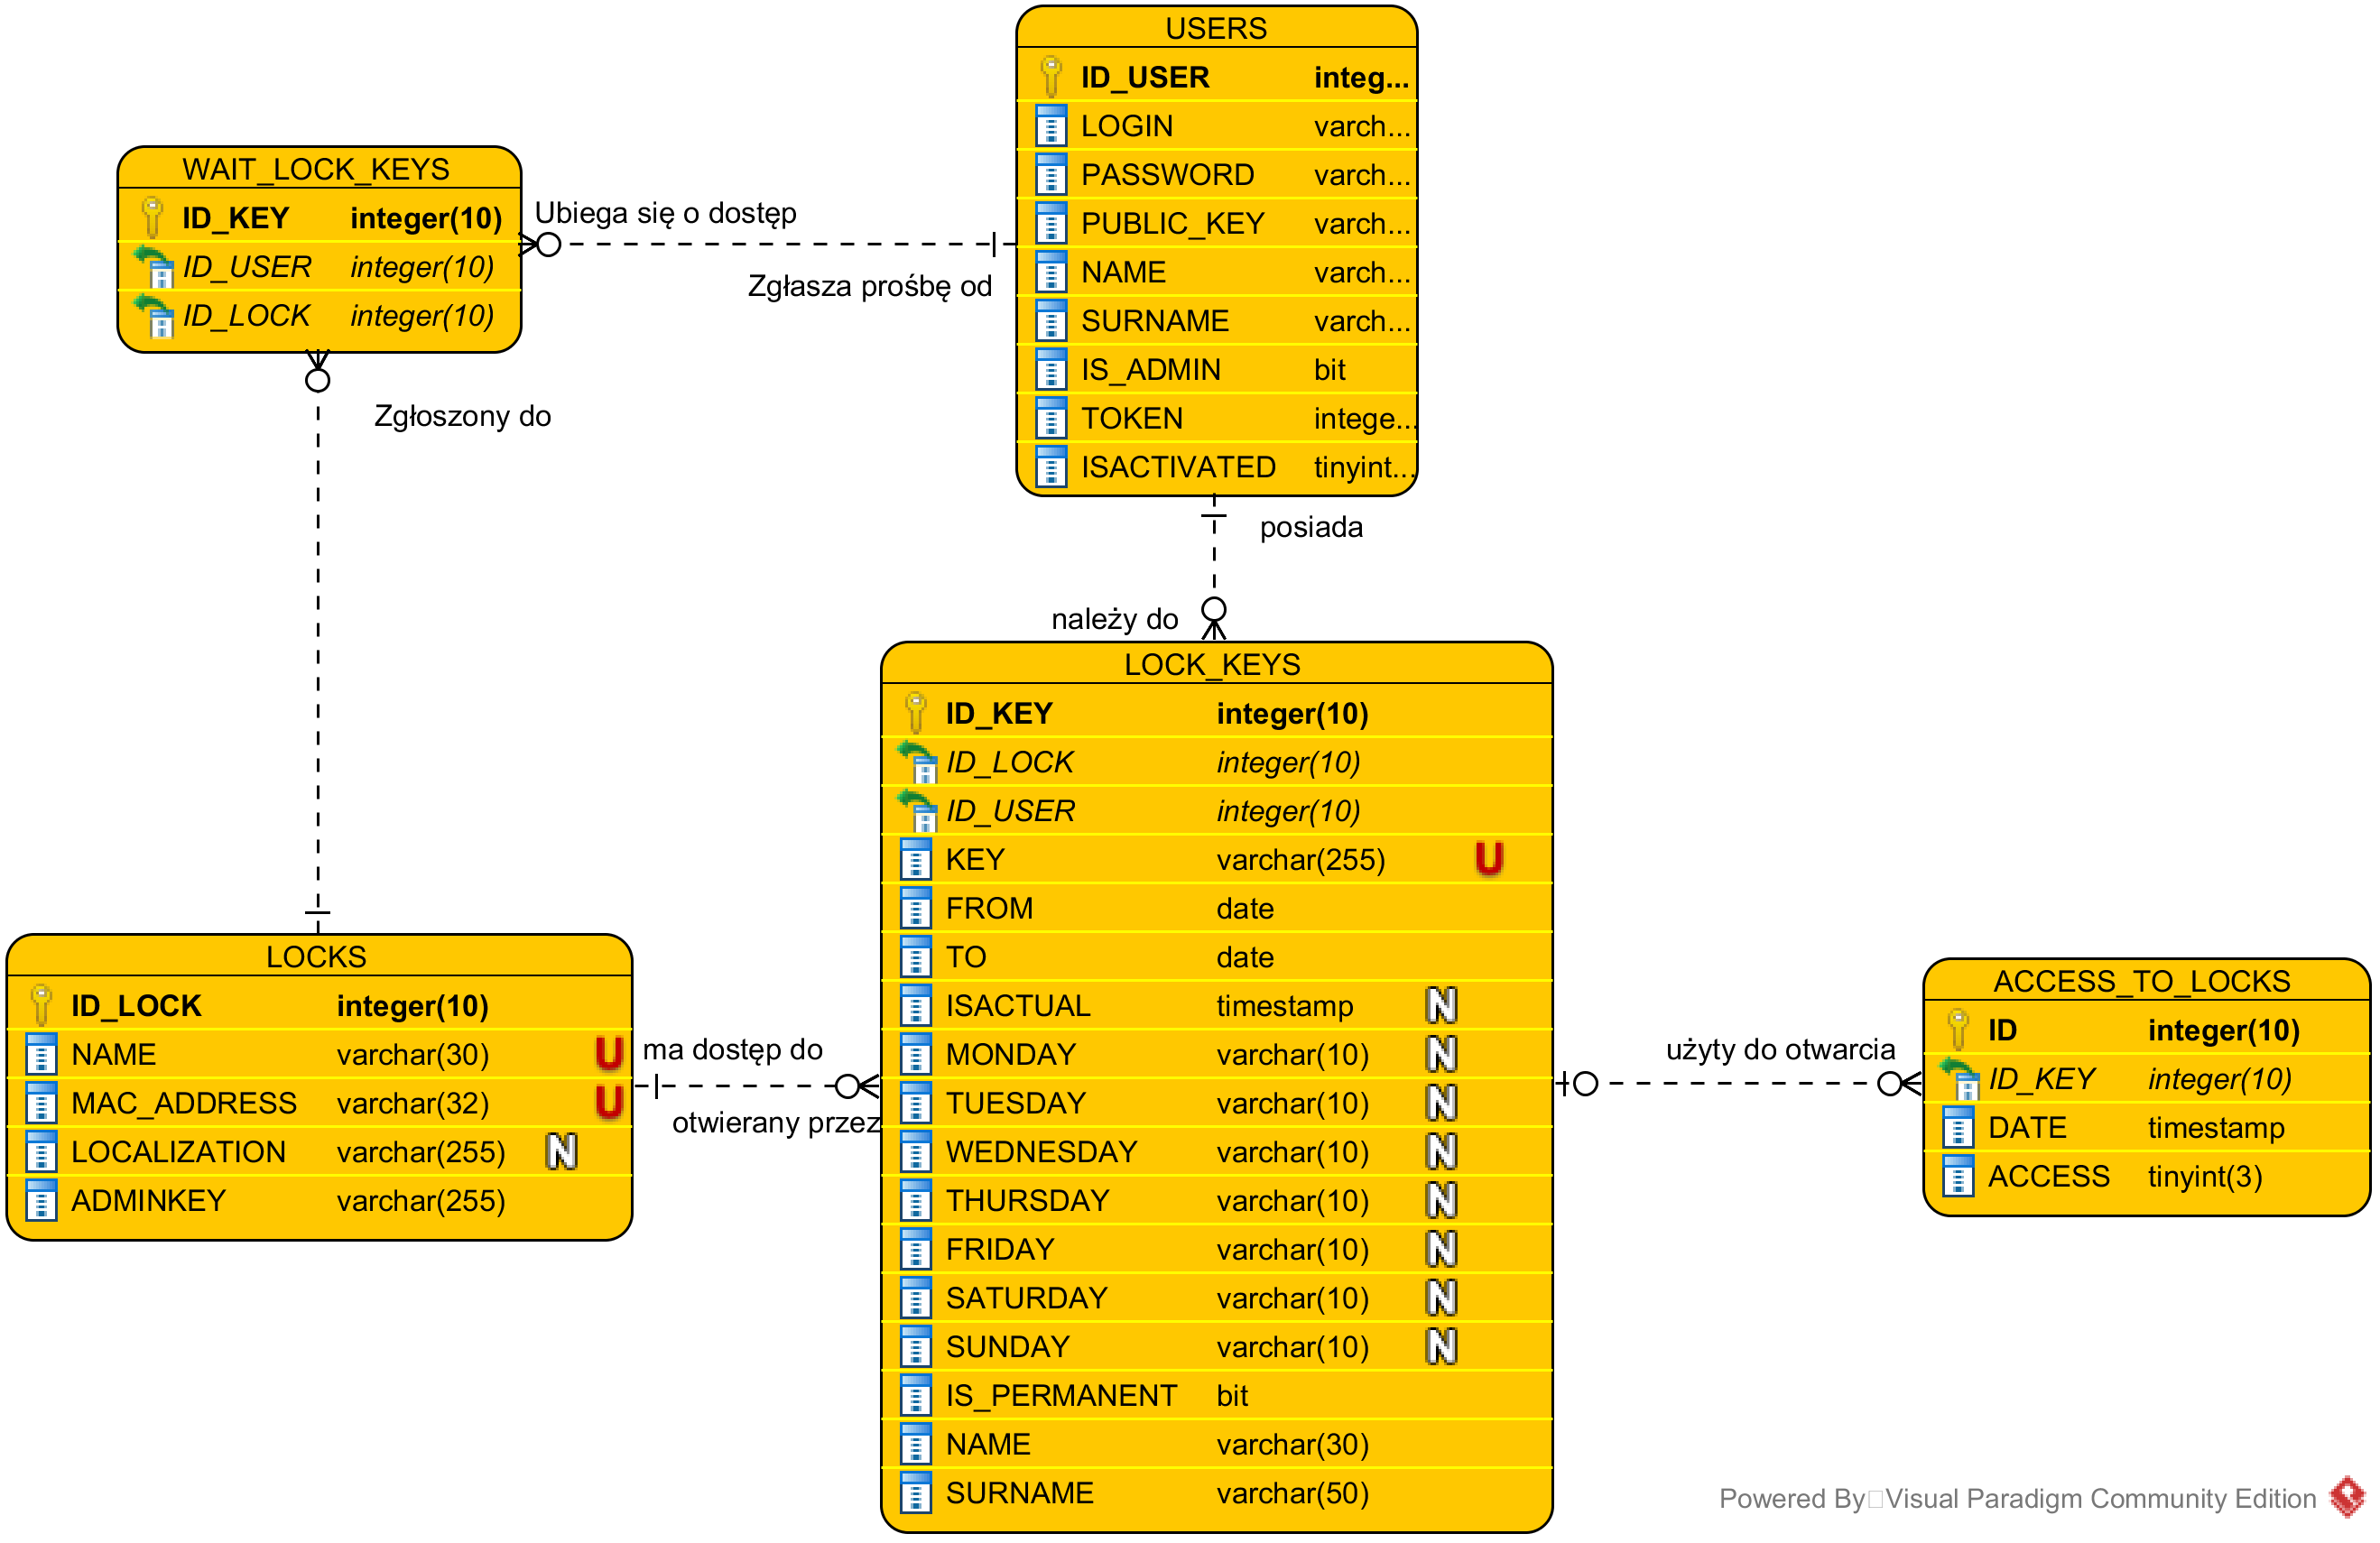 USERS
ID_USER integ...
LOGIN varch...
PASSWORD varch...
PUBLIC_KEY varch...
NAME varch...
SURNAME varch...
IS_ADMIN bit
TOKEN intege...
ISACTIVATED tinyint...
WAIT_LOCK_KEYS
ID_KEY integer(10)
ID_USER integer(10)
ID_LOCK integer(10)
Ubiega się o dostęp
Zgłasza prośbę od
Zgłoszony do
posiada
należy do
LOCK_KEYS
ID_KEY integer(10)
ID_LOCK integer(10)
ID_USER integer(10)
KEY varchar(255) U
FROM date
TO date
ISACTUAL timestamp N
MONDAY varchar(10) N
TUESDAY varchar(10) N
WEDNESDAY varchar(10) N
THURSDAY varchar(10) N
FRIDAY varchar(10) N
SATURDAY varchar(10) N
SUNDAY varchar(10) N
IS_PERMANENT bit
NAME varchar(30)
SURNAME varchar(50)
LOCKS
ID_LOCK integer(10)
NAME varchar(30) U
MAC_ADDRESS varchar(32) U
LOCALIZATION varchar(255) N
ADMINKEY varchar(255)
ma dostęp do
otwierany przez
użyty do otwarcia
ACCESS_TO_LOCKS
ID integer(10)
ID_KEY integer(10)
DATE timestamp
ACCESS tinyint(3)
Powered By Visual Paradigm Community Edition